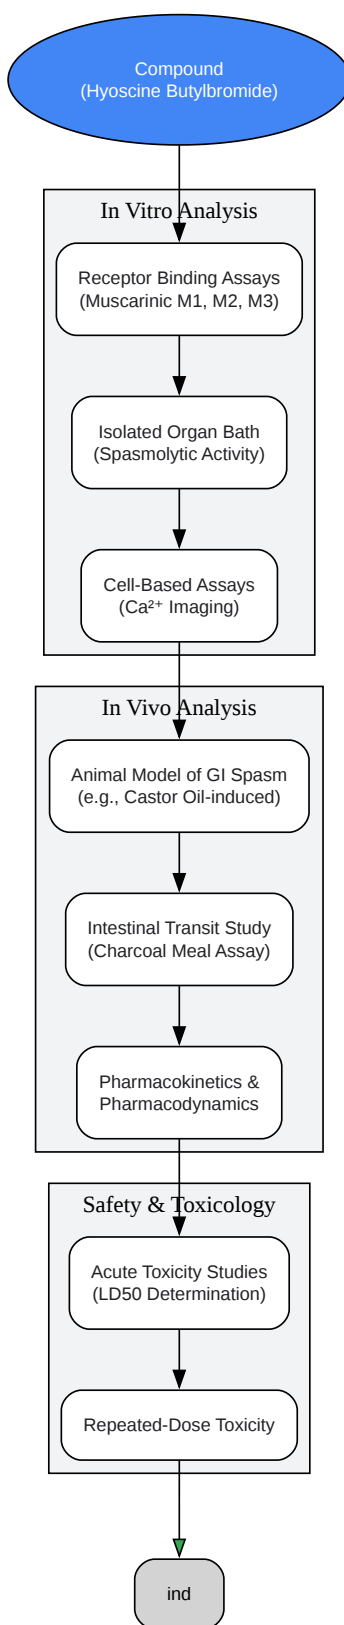 Compound
(Hyoscine Butylbromide)
In Vitro Analysis
Receptor Binding Assays
(Muscarinic M1, M2, M3)
Isolated Organ Bath
(Spasmolytic Activity)
Cell-Based Assays
(Ca²⁺ Imaging)
In Vivo Analysis
Animal Model of GI Spasm
(e.g., Castor Oil-induced)
Intestinal Transit Study
(Charcoal Meal Assay)
Pharmacokinetics &
Pharmacodynamics
Safety & Toxicology
Acute Toxicity Studies
(LD50 Determination)
Repeated-Dose Toxicity
ind